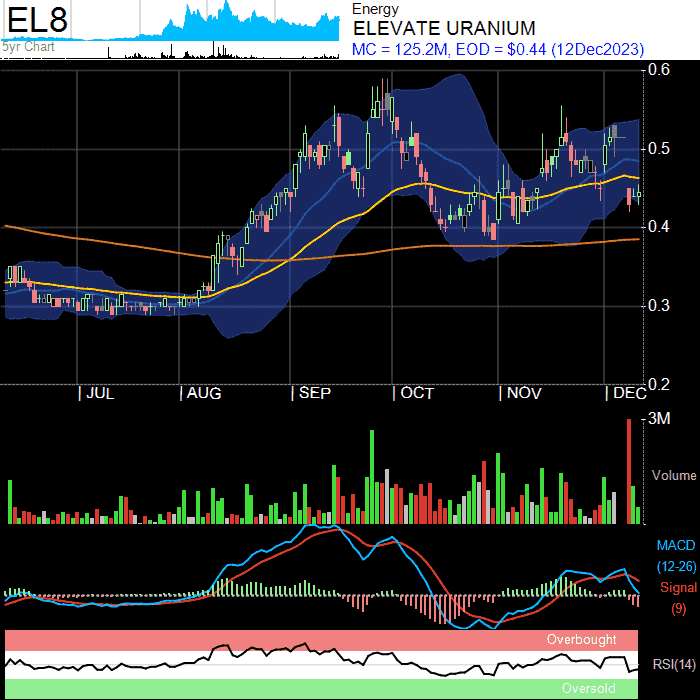 EL8
5yr Chart
Energy
ELEVATE URANIUM
MC = 125.2M, EOD = $0.44 (12Dec2023)
0.6
0.5
0.4
0.3
0.2
| JUL | AUG | SEP | OCT | NOV | DEC
3M
Volume
MACD
(12-26)
Signal
(9)
Overbought
RSI(14)
Oversold